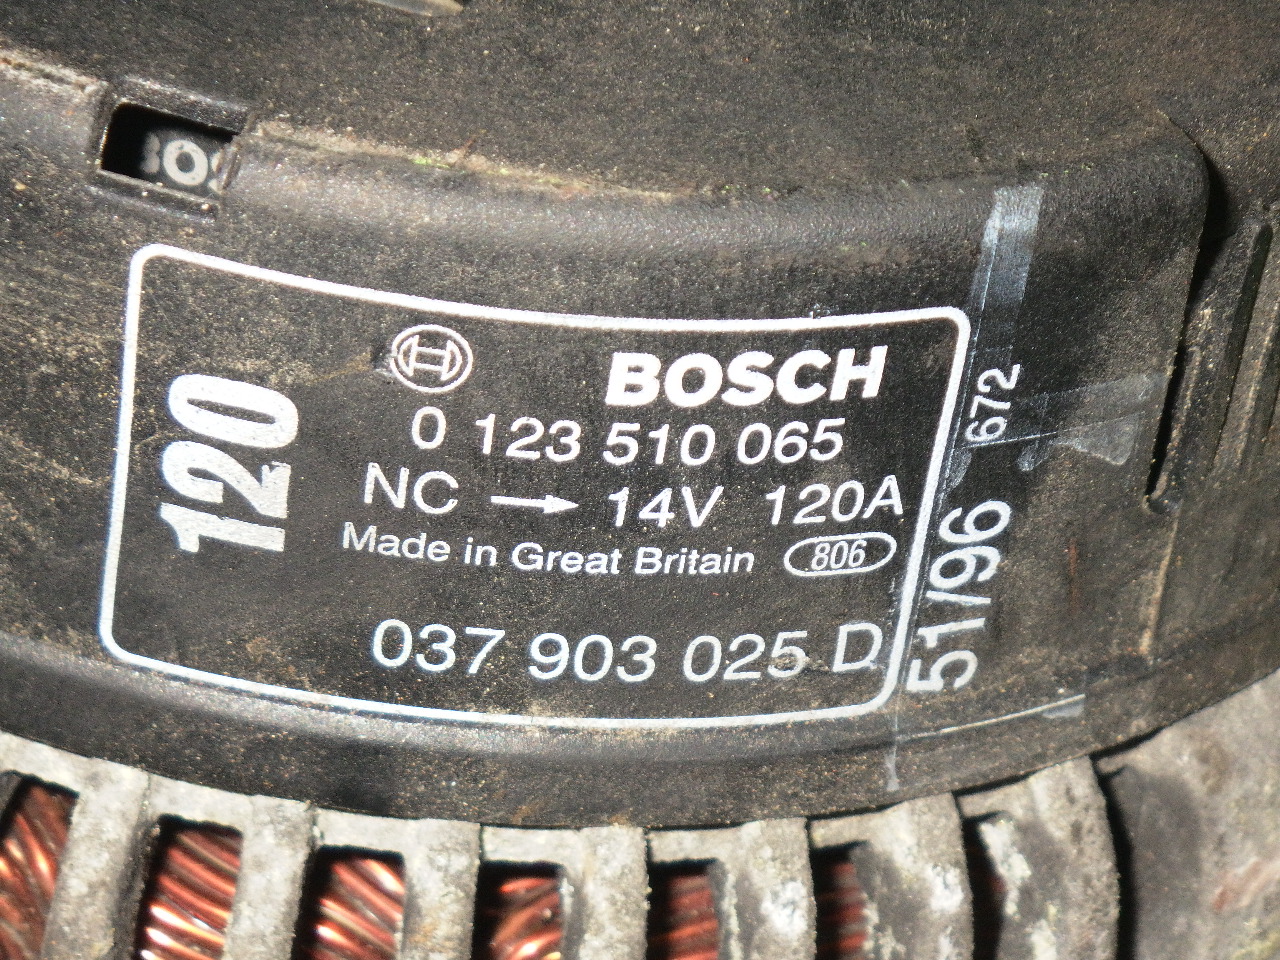 120
BOSCH
0 123 510 065
NC → 14V 120A
Made in Great Britain 806
037 903 025 D
51/96 672